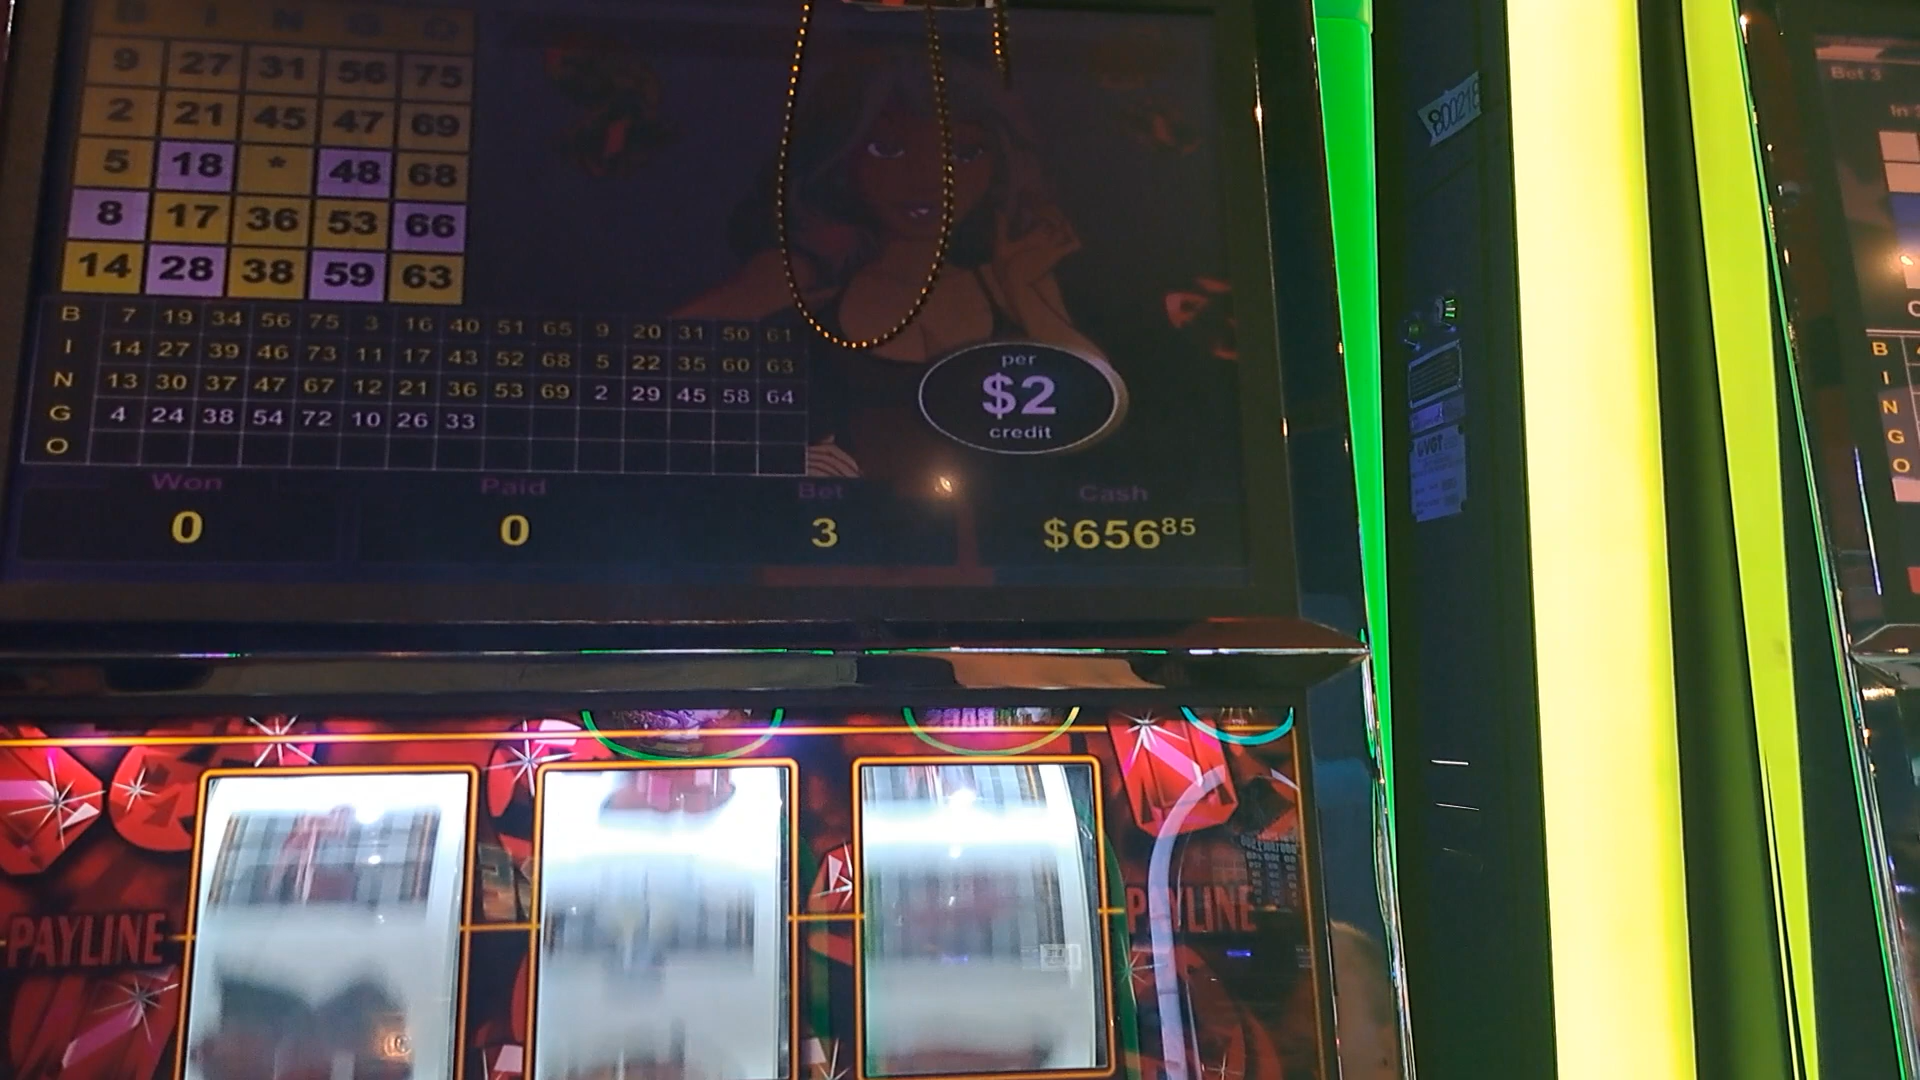 B I N G O
9 27 31 56 75
2 21 45 47 69
5 18 * 48 68
8 17 36 53 66
14 28 38 59 63
B 7 19 34 56 75 3 16 40 51 65 9 20 31 50 61
I 14 27 39 46 73 11 17 43 52 68 5 22 35 60 63
N 13 30 37 47 67 12 21 36 53 69 2 29 45 58 64
G 4 24 38 54 72 10 26 33
O
per
$2
credit
Won Paid Bet Cash
0 0 3 $656.85
PAYLINE PAYLINE
800218
Bet 3
B
I
N
G
O